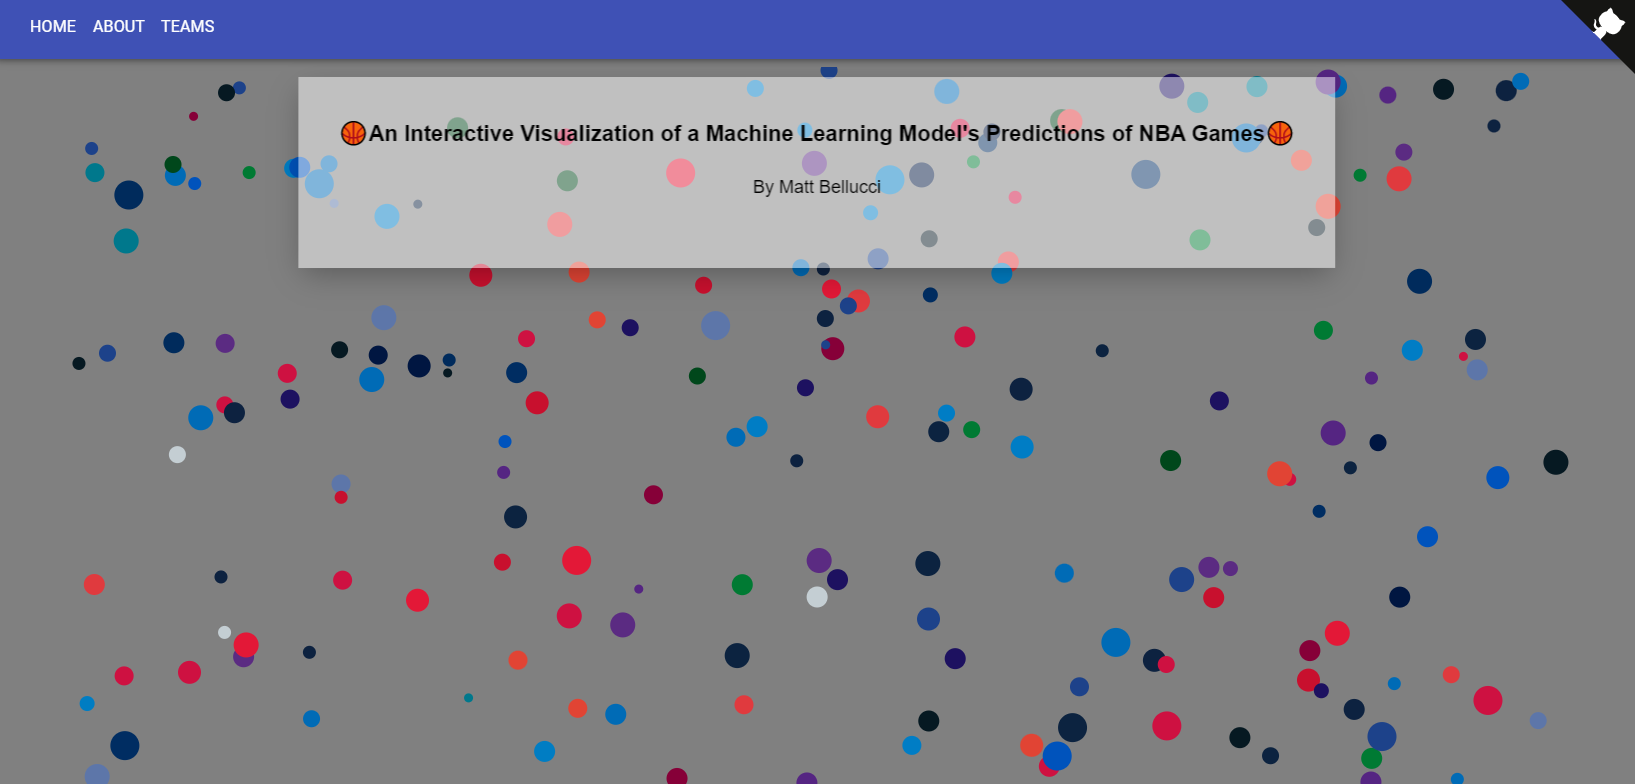 HOME ABOUT TEAMS
🏀An Interactive Visualization of a Machine Learning Model's Predictions of NBA Games🏀
By Matt Bellucci